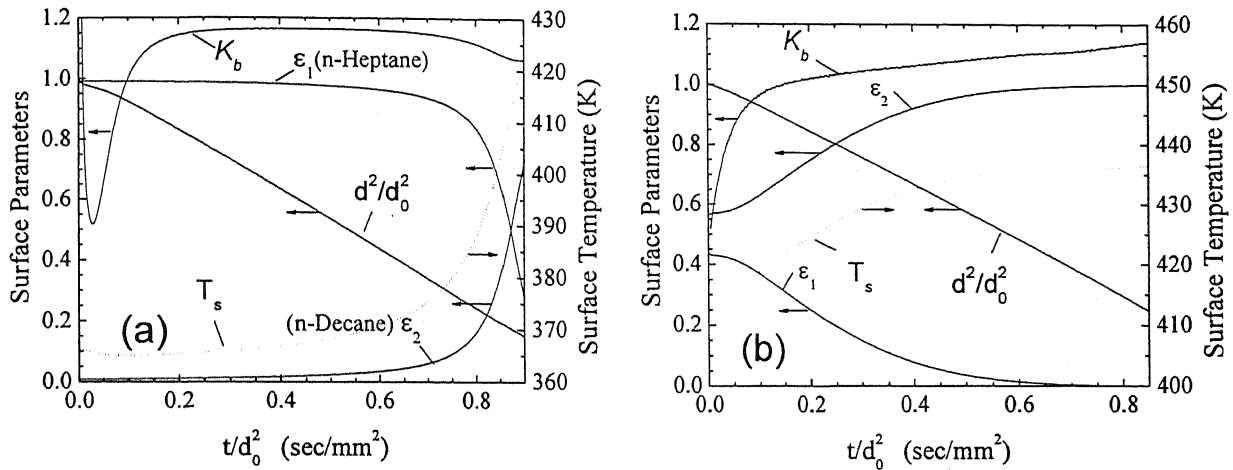 1.2
1.0
0.8
0.6
0.4
0.2
0.0
Surface Parameters
K_b
ε₁(n-Heptane)
d²/d₀²
T_s
(a)
(n-Decane) ε₂
430
420
410
400
390
380
370
360
Surface Temperature (K)
0.0 0.2 0.4 0.6 0.8
t/d₀² (sec/mm²)
1.2
1.0
0.8
0.6
0.4
0.2
0.0
Surface Parameters
K_b
ε₂
T_s
d²/d₀²
ε₁
(b)
460
450
440
430
420
410
400
Surface Temperature (K)
0.0 0.2 0.4 0.6 0.8
t/d₀² (sec/mm²)